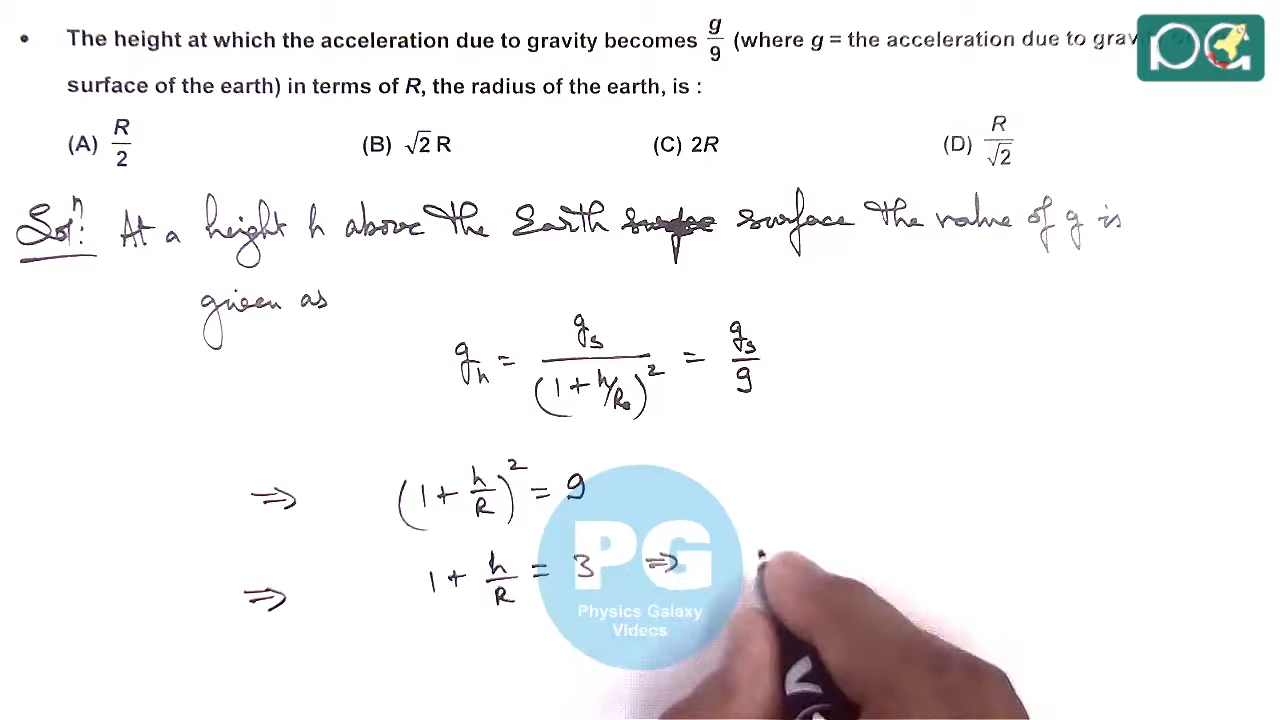 • The height at which the acceleration due to gravity becomes g/9 (where g = the acceleration due to grav
surface of the earth) in terms of R, the radius of the earth, is :
(A) R/2 (B) √2 R (C) 2R (D) R/√2
Solⁿ: At a height h above the Earth surface the value of g is
given as
g_h = g_s/(1 + h/R_e)² = g_s/9
⇒ (1 + h/R)² = 9
⇒ 1 + h/R = 3 ⇒
PG
Physics Galaxy
Videos